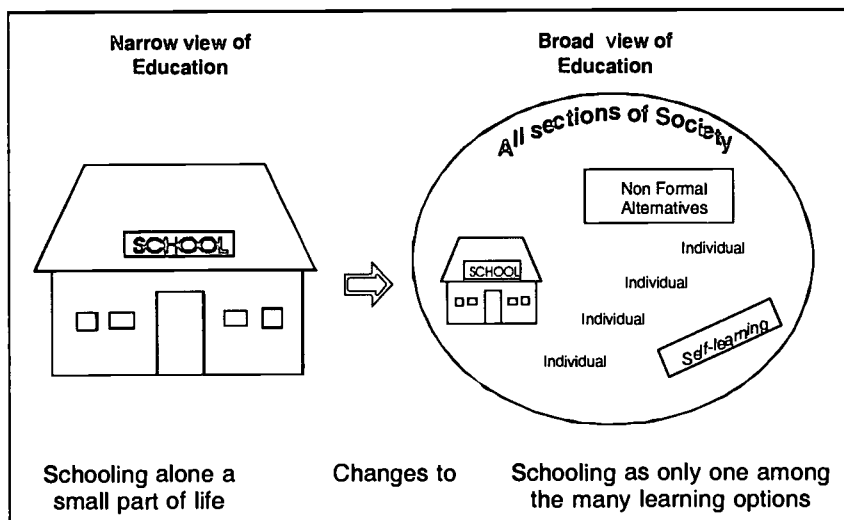 Narrow view of
Education
SCHOOL
Schooling alone a
small part of life
Changes to
Broad view of
Education
All sections of Society
Non Formal
Alternatives
SCHOOL
Individual
Individual
Individual
Individual
Self-learning
Schooling as only one among
the many learning options